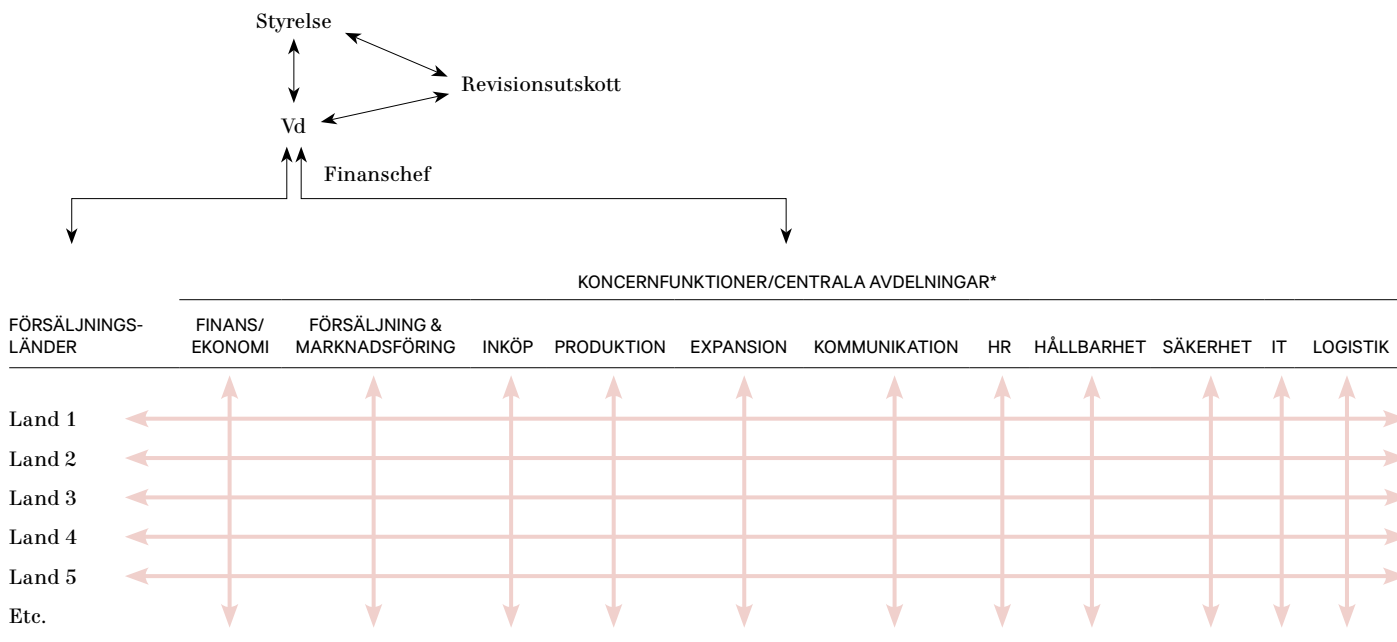 Styrelse
Revisionsutskott
Vd
Finanschef
KONCERNFUNKTIONER/CENTRALA AVDELNINGAR*
FÖRSÄLJNINGS-
LÄNDER
FINANS/
EKONOMI
FÖRSÄLJNING &
MARKNADSFÖRING
INKÖP
PRODUKTION
EXPANSION
KOMMUNIKATION
HR
HÅLLBARHET
SÄKERHET
IT
LOGISTIK
Land 1
Land 2
Land 3
Land 4
Land 5
Etc.